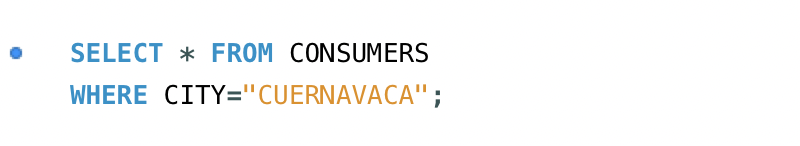 SELECT * FROM CONSUMERS
WHERE CITY="CUERNAVACA";